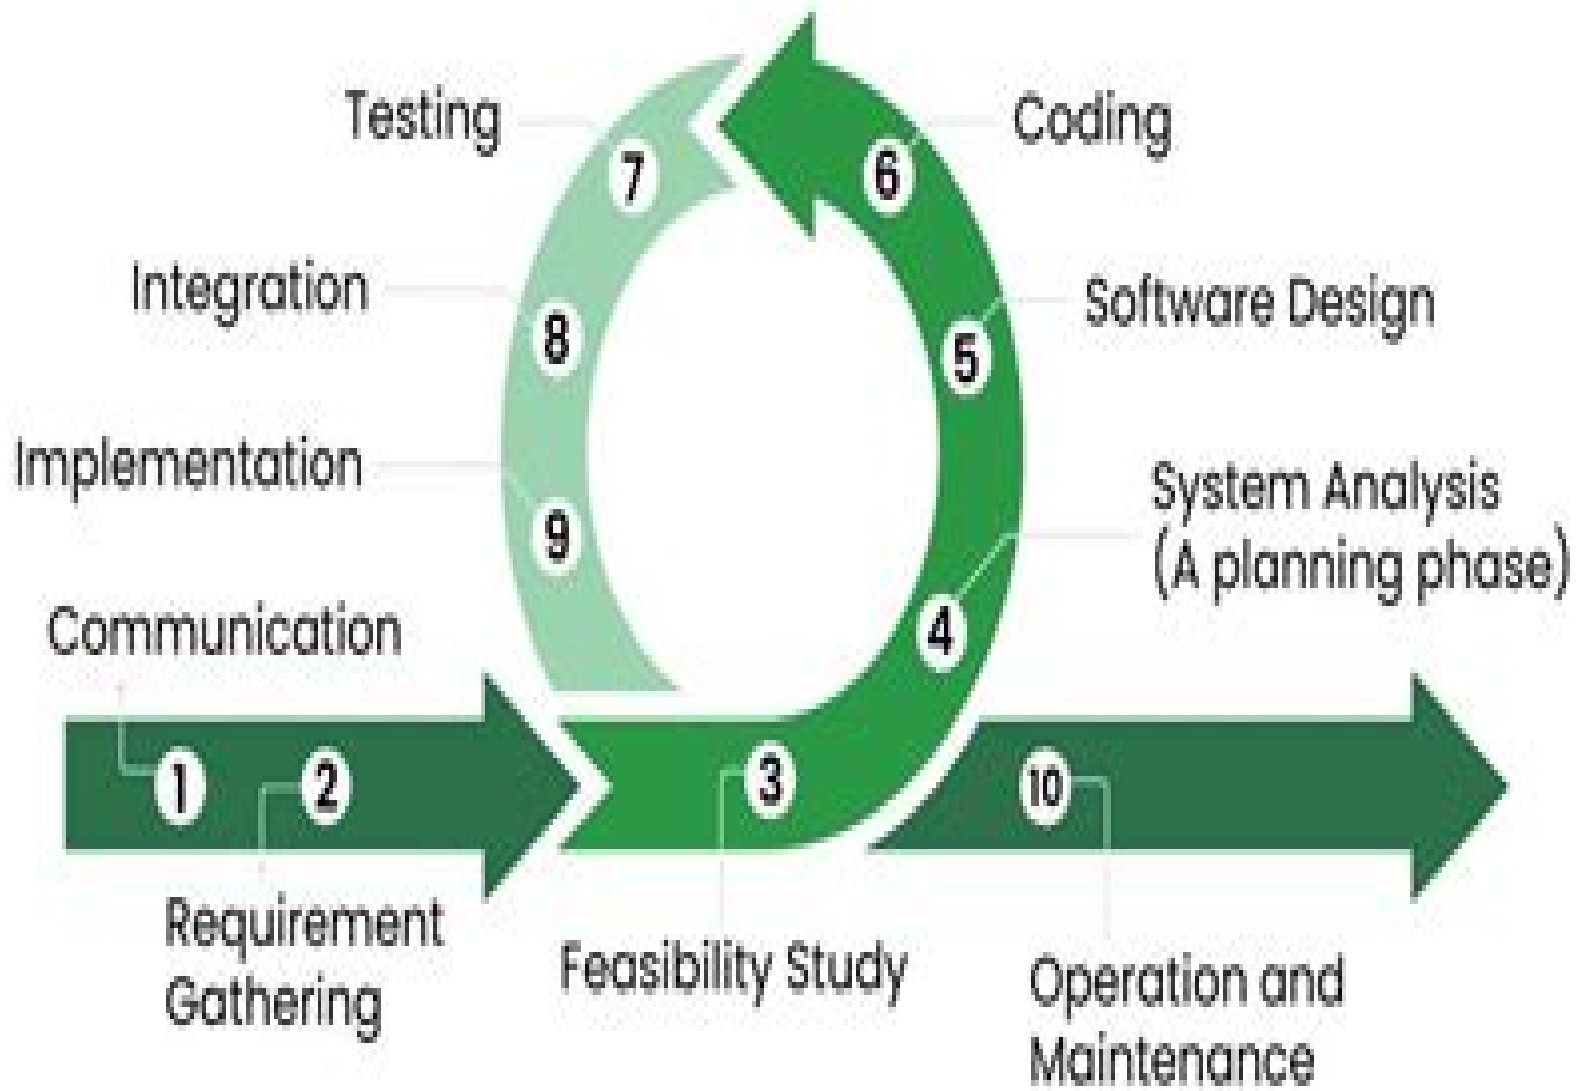 Testing
7
Coding
6
Integration
8
Software Design
5
Implementation
9
System Analysis
(A planning phase)
4
Communication
1
2
3
10
Requirement
Gathering
Feasibility Study
Operation and
Maintenance